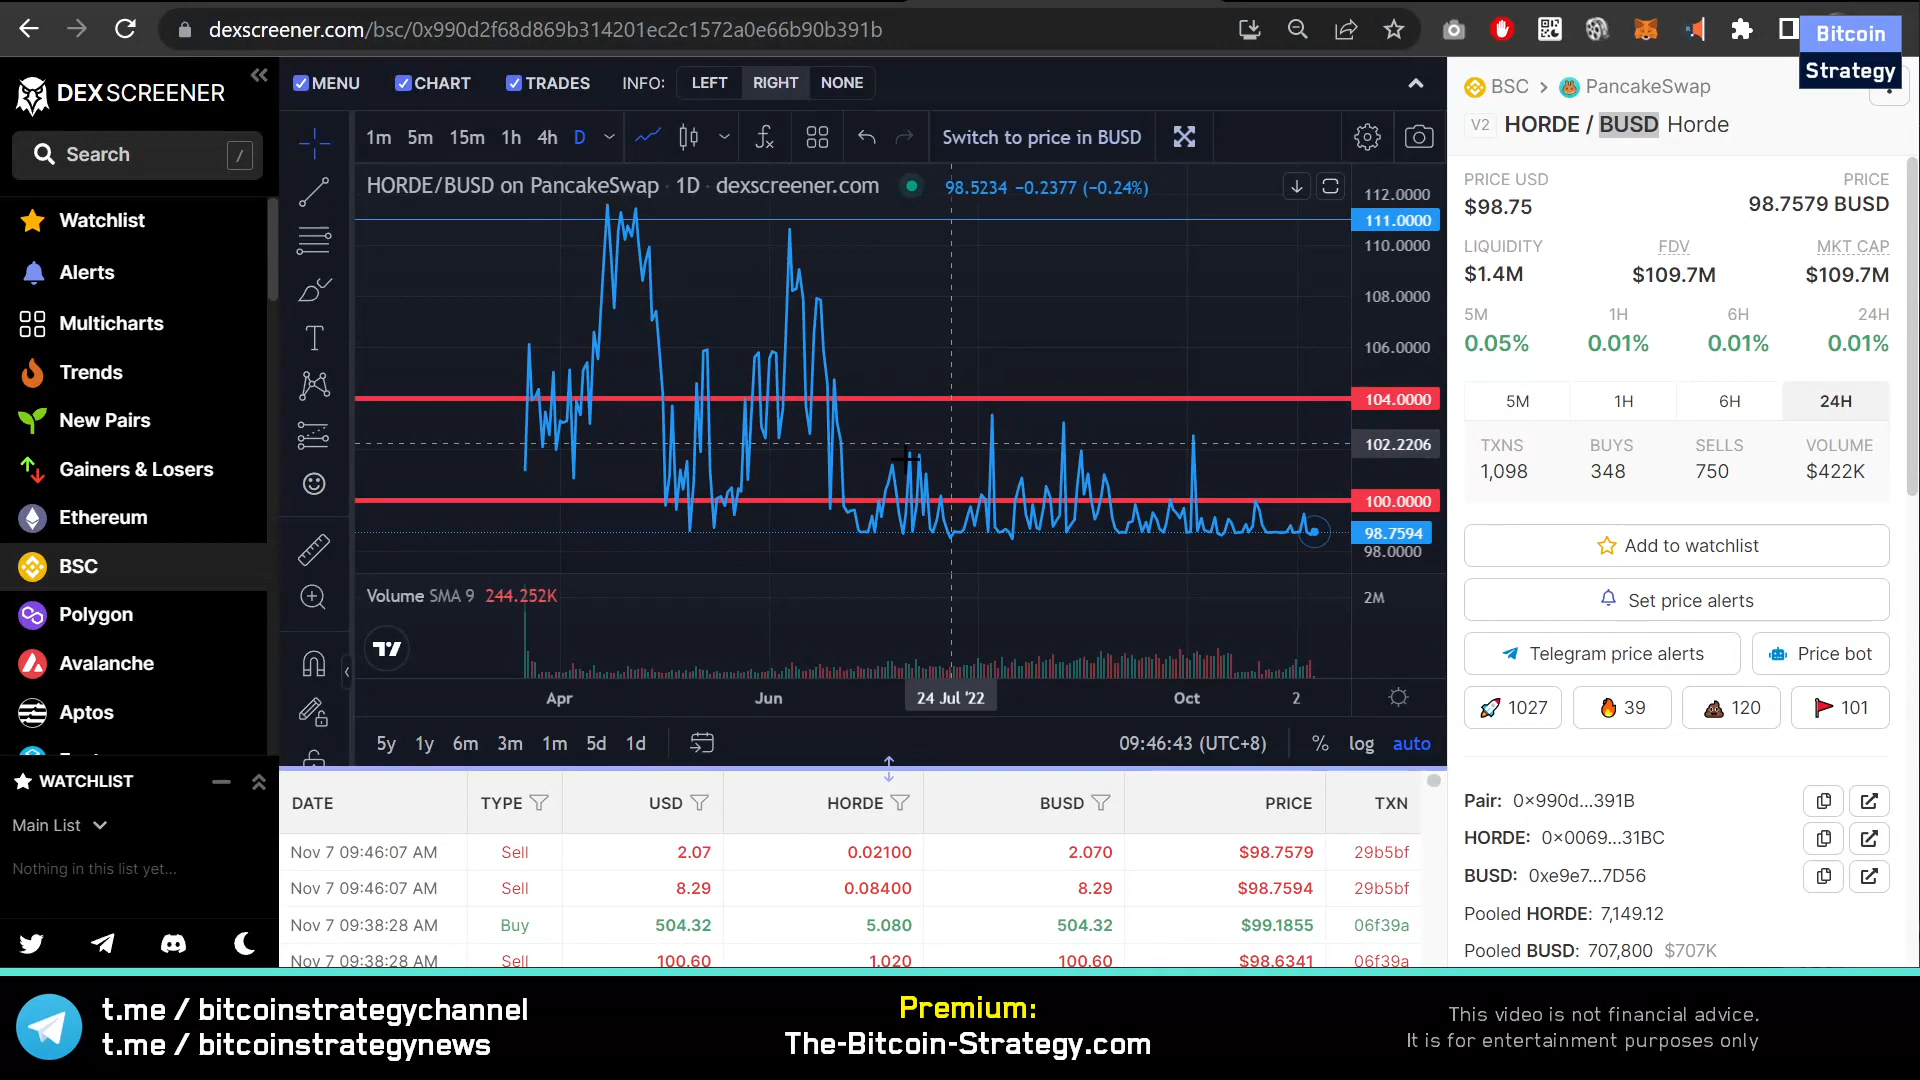 dexscreener.com/bsc/0x990d2f68d869b314201ec2c1572a0e66b90b391b
Bitcoin
Strategy
DEX SCREENER
Search /
Watchlist
Alerts
Multicharts
Trends
New Pairs
Gainers & Losers
Ethereum
BSC
Polygon
Avalanche
Aptos
WATCHLIST
Main List
Nothing in this list yet...
MENU CHART TRADES INFO: LEFT RIGHT NONE
1m 5m 15m 1h 4h D Switch to price in BUSD
HORDE/BUSD on PancakeSwap · 1D · dexscreener.com 98.5234 −0.2377 (−0.24%)
112.0000
111.0000
110.0000
108.0000
106.0000
104.0000
102.2206
100.0000
98.7594
98.0000
Volume SMA 9 244.252K
2M
Apr Jun 24 Jul '22 Oct 2
5y 1y 6m 3m 1m 5d 1d 09:46:43 (UTC+8) % log auto
DATE TYPE USD HORDE BUSD PRICE TXN
Nov 7 09:46:07 AM Sell 2.07 0.02100 2.070 $98.7579 29b5bf
Nov 7 09:46:07 AM Sell 8.29 0.08400 8.29 $98.7594 29b5bf
Nov 7 09:38:28 AM Buy 504.32 5.080 504.32 $99.1855 06f39a
Nov 7 09:38:28 AM Sell 100.60 1.020 100.60 $98.6341 06f39a
BSC > PancakeSwap
V2 HORDE / BUSD Horde
PRICE USD PRICE
$98.75 98.7579 BUSD
LIQUIDITY FDV MKT CAP
$1.4M $109.7M $109.7M
5M 1H 6H 24H
0.05% 0.01% 0.01% 0.01%
5M 1H 6H 24H
TXNS BUYS SELLS VOLUME
1,098 348 750 $422K
Add to watchlist
Set price alerts
Telegram price alerts Price bot
1027 39 120 101
Pair: 0x990d...391B
HORDE: 0x0069...31BC
BUSD: 0xe9e7...7D56
Pooled HORDE: 7,149.12
Pooled BUSD: 707,800 $707K
t.me / bitcoinstrategychannel
t.me / bitcoinstrategynews
Premium:
The-Bitcoin-Strategy.com
This video is not financial advice.
It is for entertainment purposes only